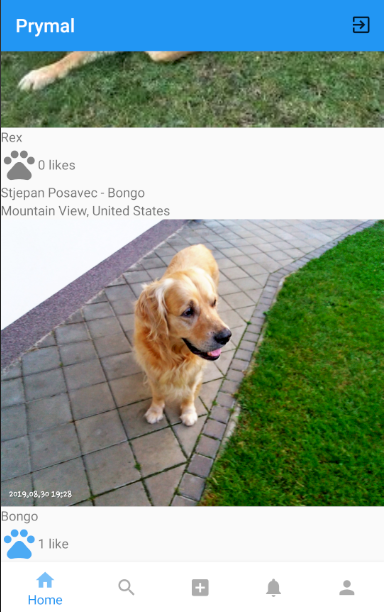 Prymal
Rex
0 likes
Stjepan Posavec - Bongo
Mountain View, United States
2019.08.30 19:28
Bongo
1 like
Home